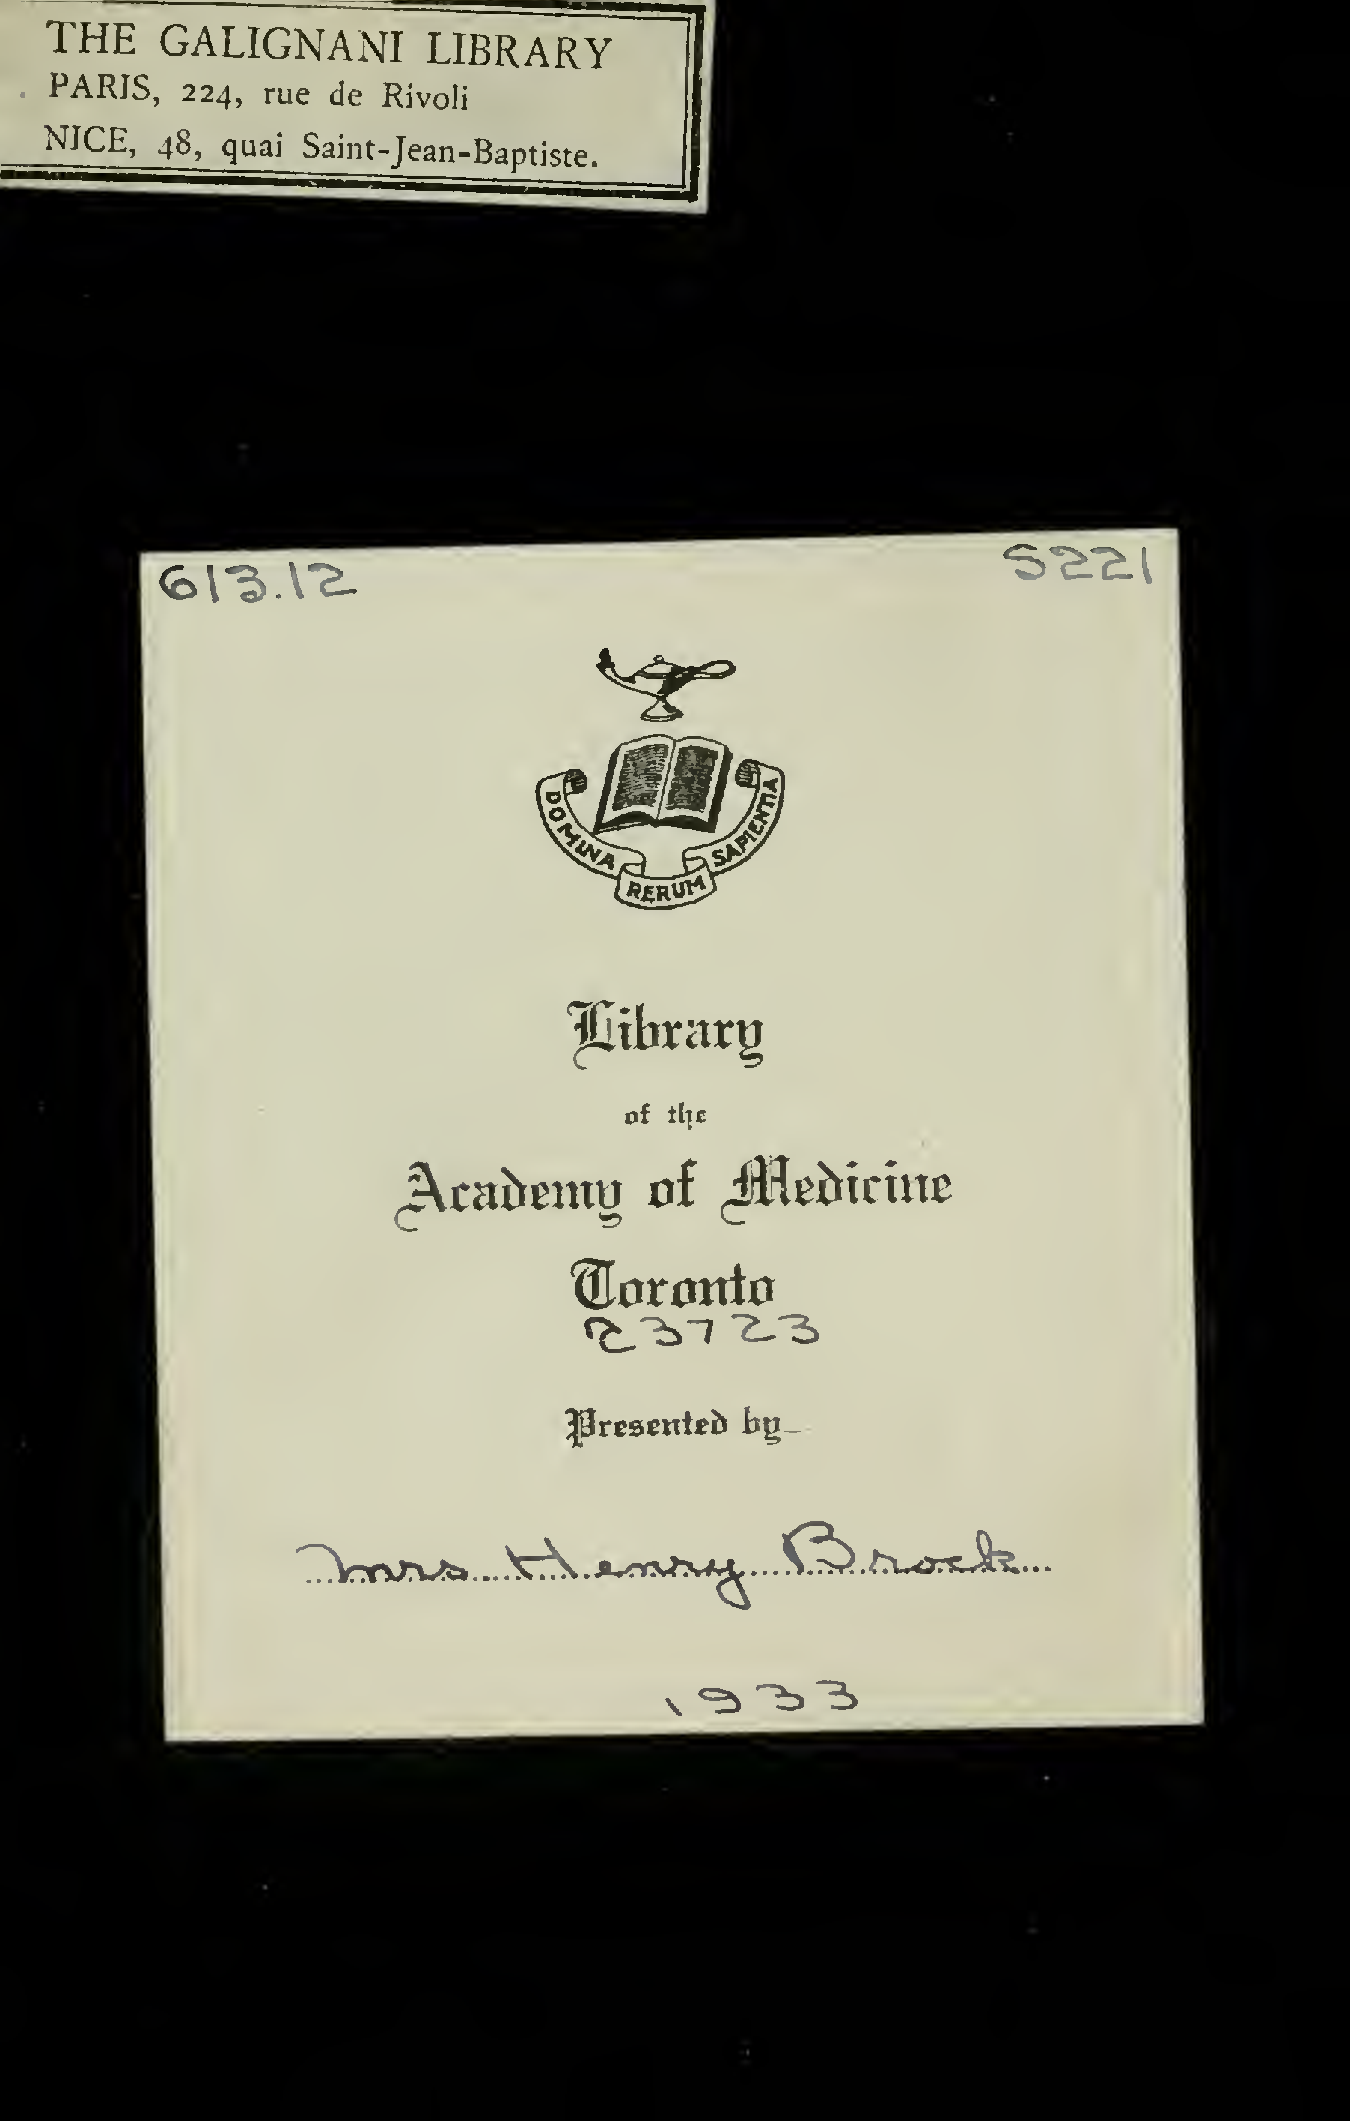 THE GALIGNANI LIBRARY
PARIS, 224, rue de Rivoli
NICE, 48, quai Saint-Jean-Baptiste.
613.12 S221
DOMINA RERUM SAPIENTIA
Library
of the
Academy of Medicine
Toronto
23723
Presented by
Mrs Henry Brock
1933